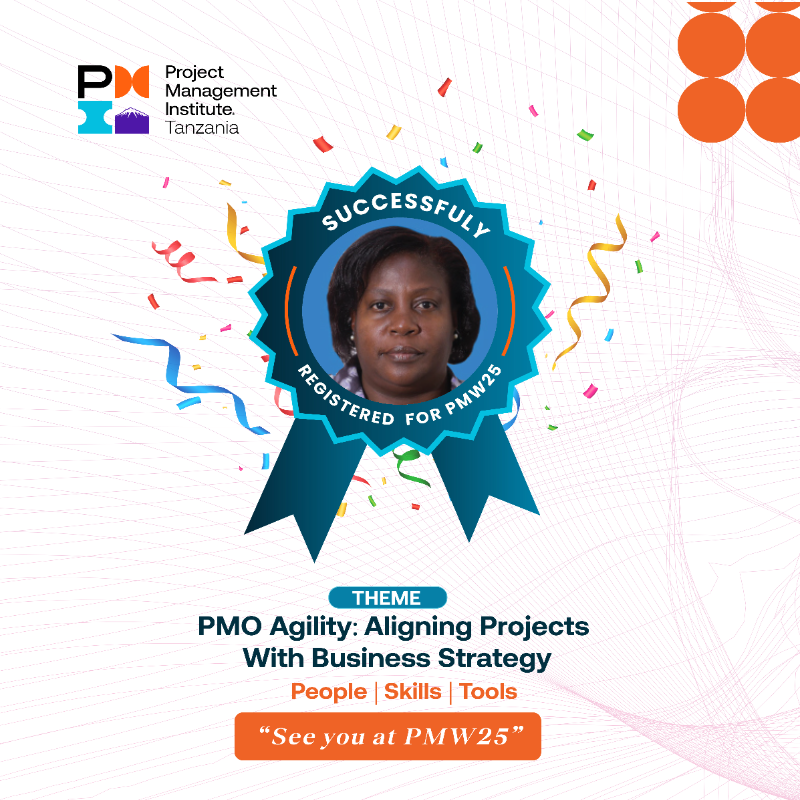 Project
Management
Institute.
Tanzania
SUCCESSFULY
REGISTERED FOR PMW25
THEME
PMO Agility: Aligning Projects
With Business Strategy
People | Skills | Tools
“See you at PMW25”